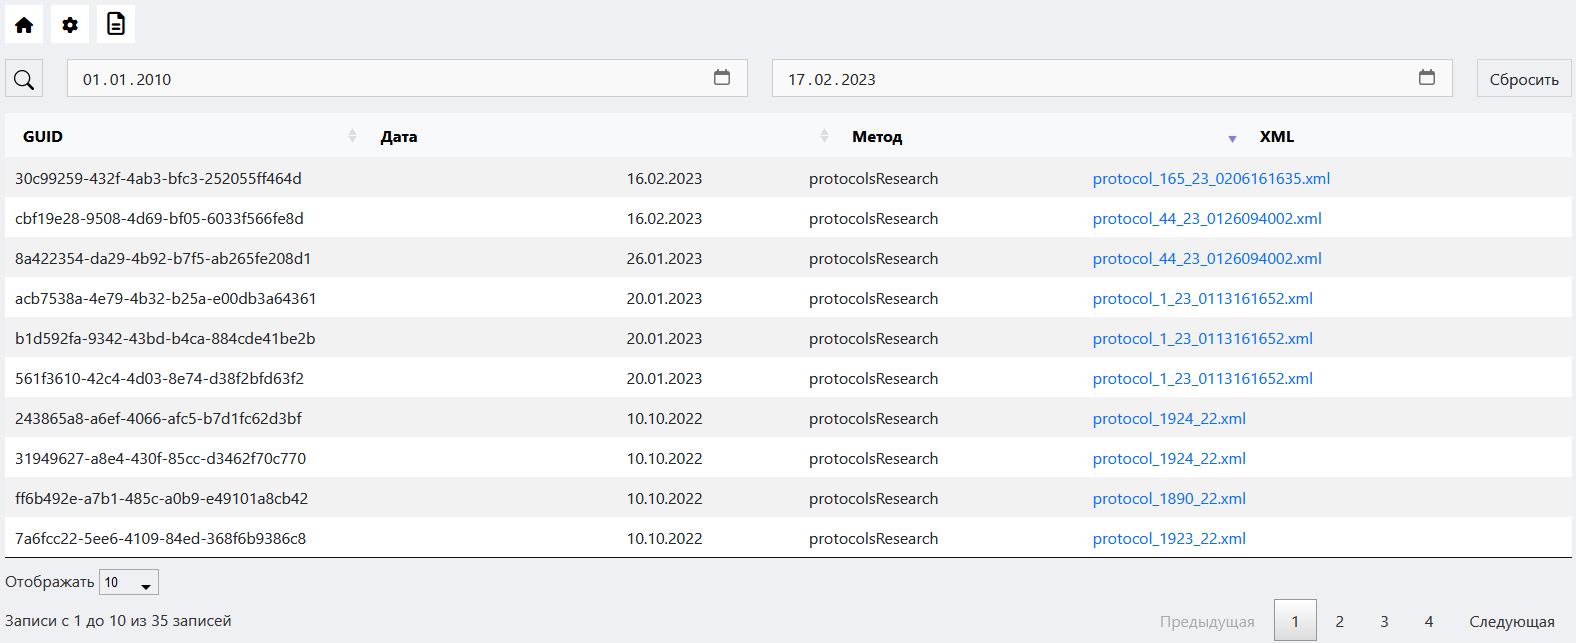 01.01.2010 17.02.2023 Сбросить
GUID Дата Метод XML
30c99259-432f-4ab3-bfc3-252055ff464d 16.02.2023 protocolsResearch protocol_165_23_0206161635.xml
cbf19e28-9508-4d69-bf05-6033f566fe8d 16.02.2023 protocolsResearch protocol_44_23_0126094002.xml
8a422354-da29-4b92-b7f5-ab265fe208d1 26.01.2023 protocolsResearch protocol_44_23_0126094002.xml
acb7538a-4e79-4b32-b25a-e00db3a64361 20.01.2023 protocolsResearch protocol_1_23_0113161652.xml
b1d592fa-9342-43bd-b4ca-884cde41be2b 20.01.2023 protocolsResearch protocol_1_23_0113161652.xml
561f3610-42c4-4d03-8e74-d38f2bfd63f2 20.01.2023 protocolsResearch protocol_1_23_0113161652.xml
243865a8-a6ef-4066-afc5-b7d1fc62d3bf 10.10.2022 protocolsResearch protocol_1924_22.xml
31949627-a8e4-430f-85cc-d3462f70c770 10.10.2022 protocolsResearch protocol_1924_22.xml
ff6b492e-a7b1-485c-a0b9-e49101a8cb42 10.10.2022 protocolsResearch protocol_1890_22.xml
7a6fcc22-5ee6-4109-84ed-368f6b9386c8 10.10.2022 protocolsResearch protocol_1923_22.xml
Отображать 10
Записи с 1 до 10 из 35 записей Предыдущая 1 2 3 4 Следующая